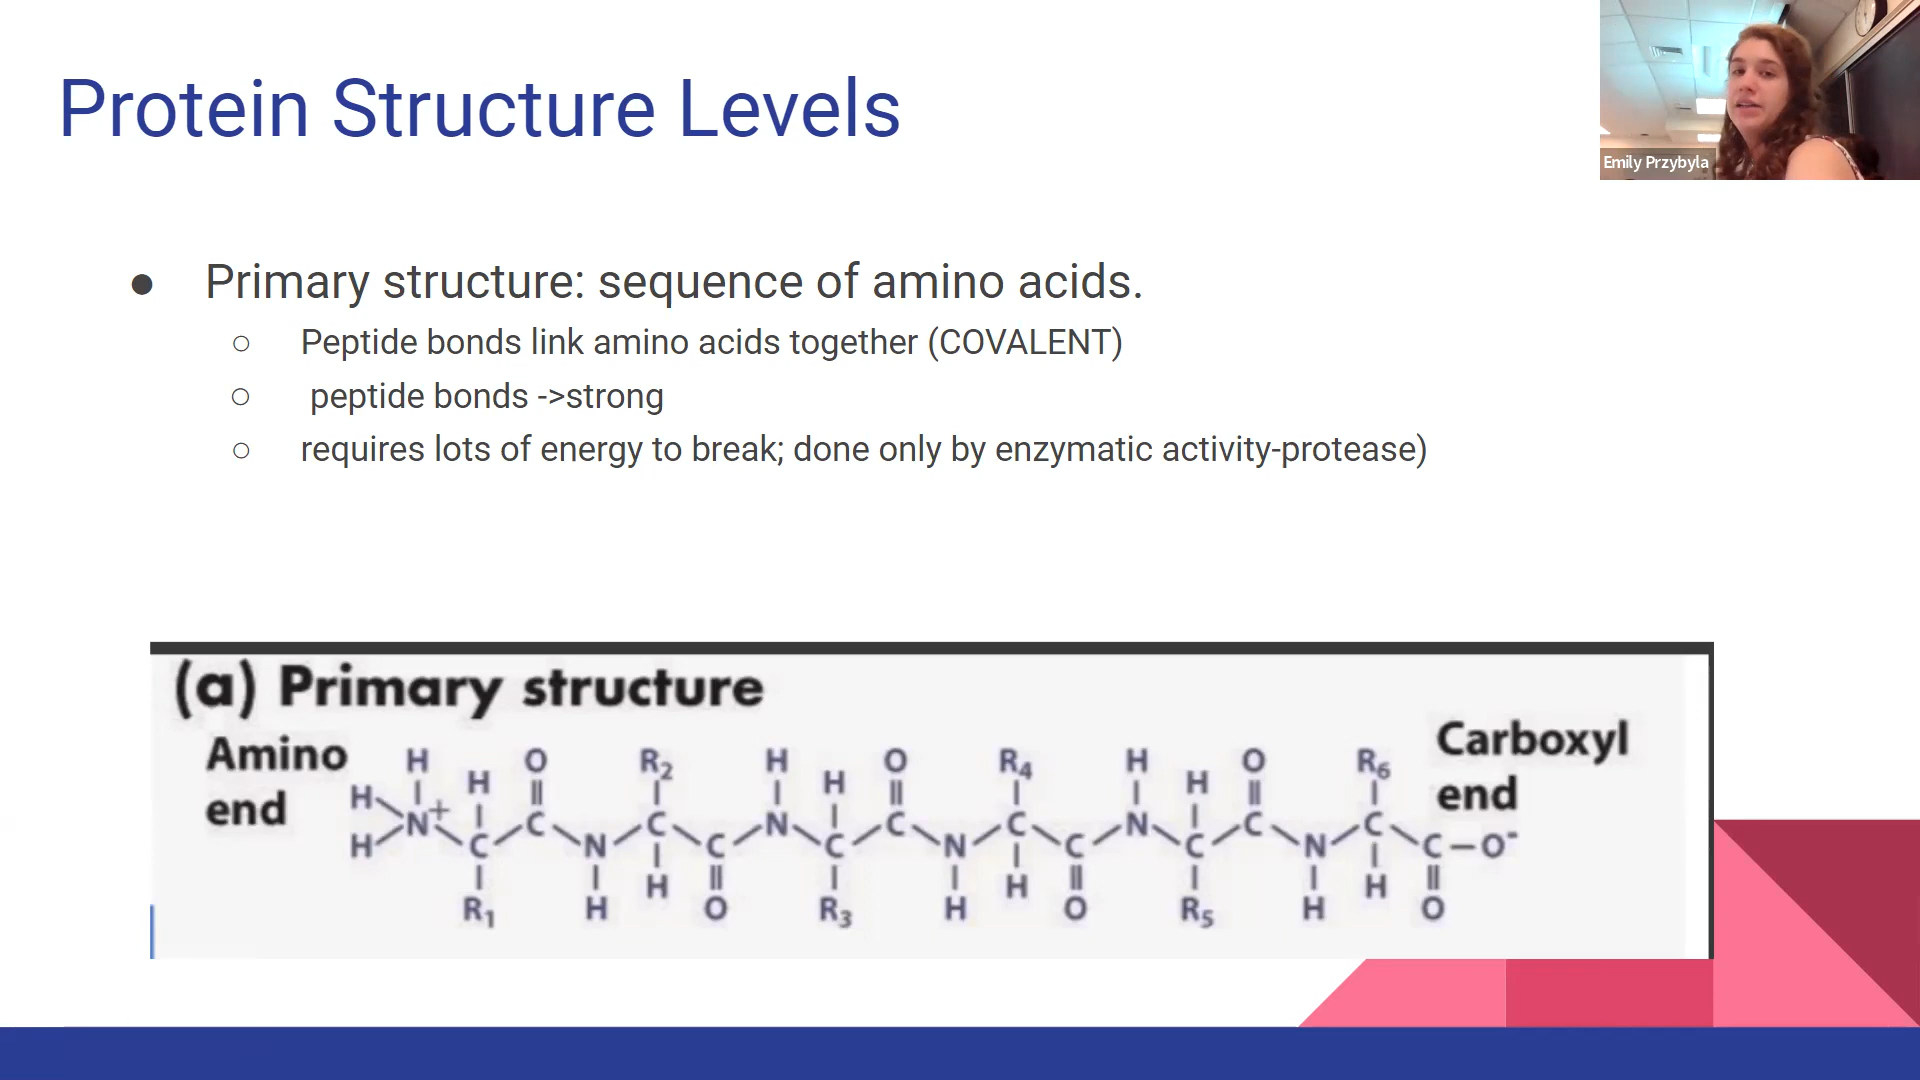 Protein Structure Levels
Emily Przybyla
● Primary structure: sequence of amino acids.
○ Peptide bonds link amino acids together (COVALENT)
○ peptide bonds ->strong
○ requires lots of energy to break; done only by enzymatic activity-protease)
(a) Primary structure
Amino end
Carboxyl end
H O R2 H O R4 H O R6
H H H H
H N+ C N C N C C N C N C
H C N C C N C C N C–O-
H H H
R1 H O R3 H O R5 H O